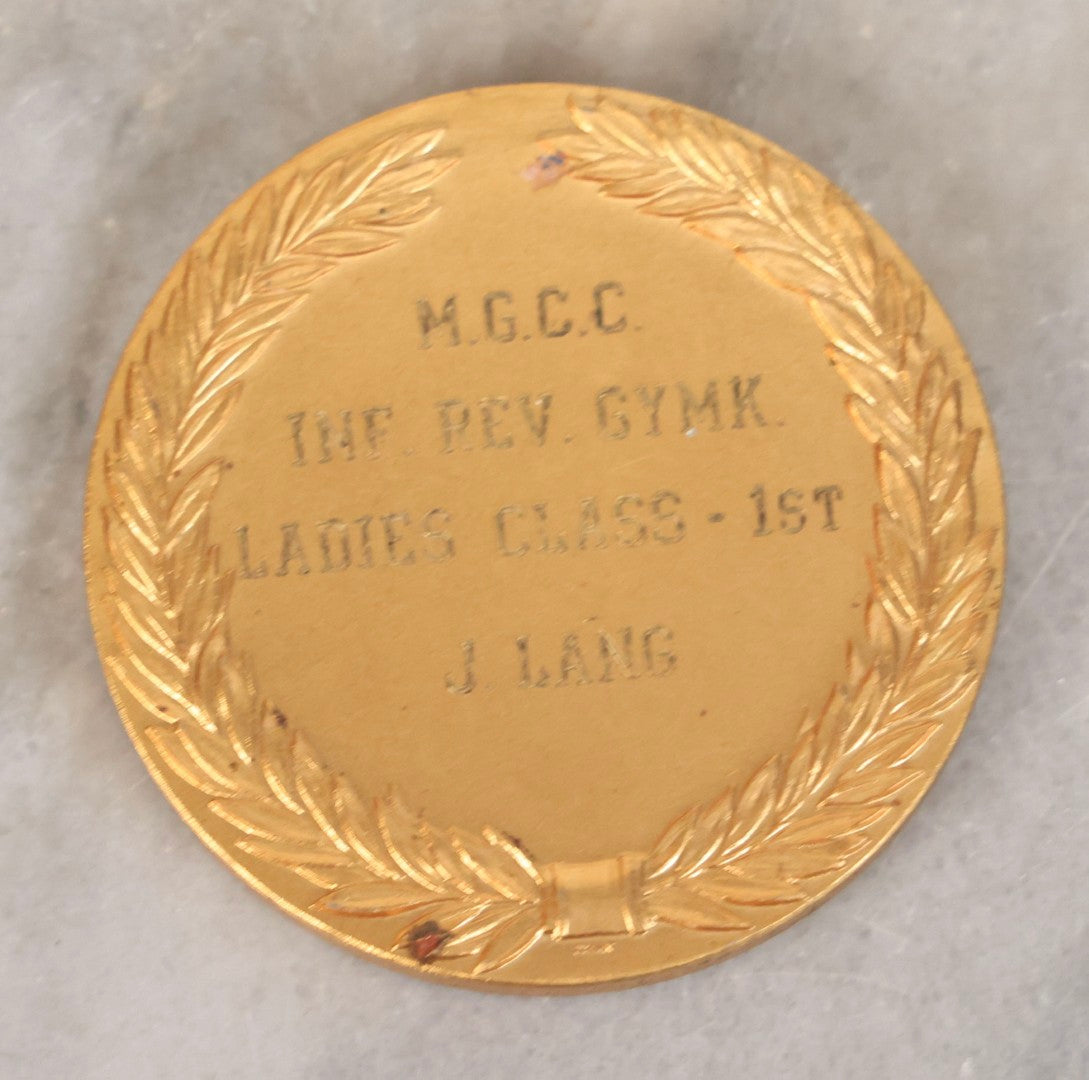 M.G.C.C.
INF. REV. GYMK.
LADIES CLASS - 1ST
J. LANG